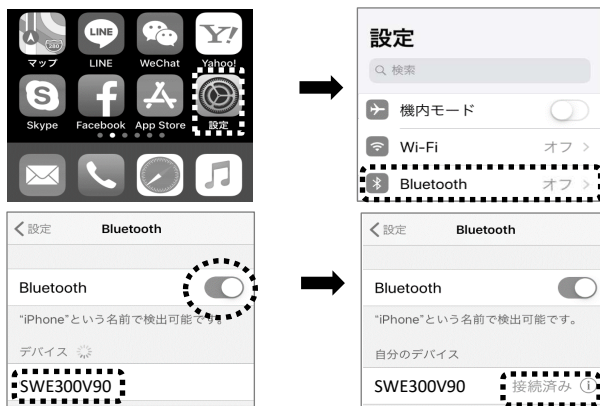 マップ
LINE
LINE
WeChat
Y!
Yahoo!
Skype
Facebook
App Store
設定
設定
検索
機内モード
Wi-Fi
オフ
Bluetooth
オフ
設定 Bluetooth
Bluetooth
“iPhone”という名前で検出可能です。
デバイス
SWE300V90
設定 Bluetooth
Bluetooth
“iPhone”という名前で検出可能です。
自分のデバイス
SWE300V90 接続済み